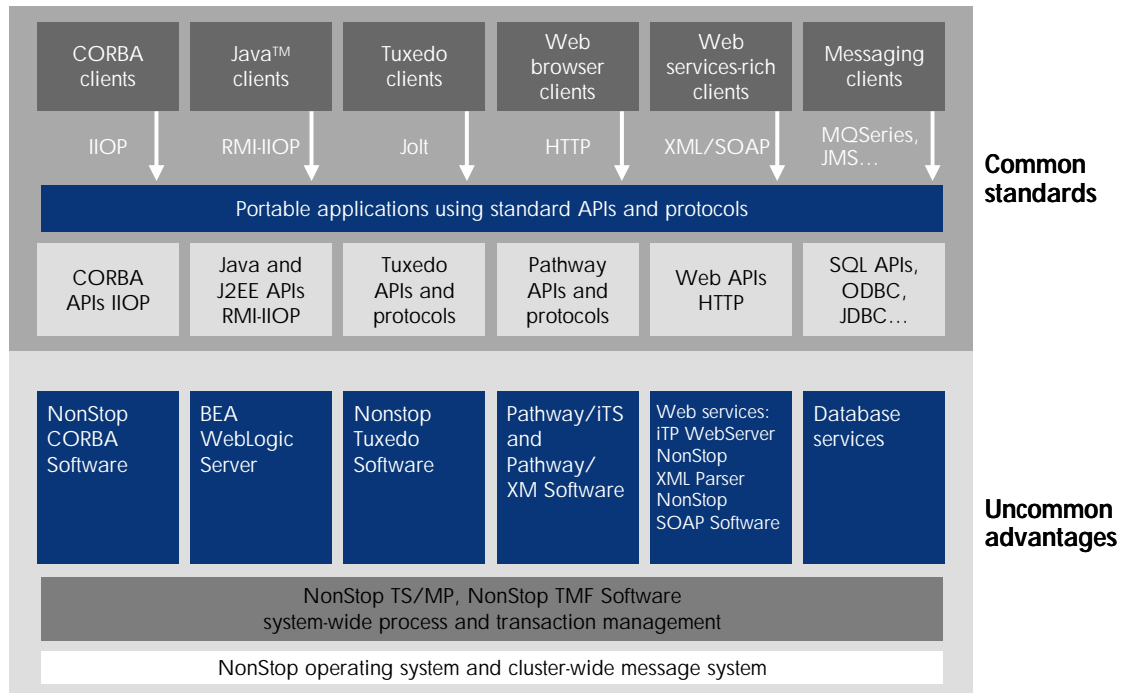 CORBA
clients
Java™
clients
Tuxedo
clients
Web
browser
clients
Web
services-rich
clients
Messaging
clients
IIOP
RMI-IIOP
Jolt
HTTP
XML/SOAP
MQSeries,
JMS...
Common
standards
Portable applications using standard APIs and protocols
CORBA
APIs IIOP
Java and
J2EE APIs
RMI-IIOP
Tuxedo
APIs and
protocols
Pathway
APIs and
protocols
Web APIs
HTTP
SQL APIs,
ODBC,
JDBC...
NonStop
CORBA
Software
BEA
WebLogic
Server
Nonstop
Tuxedo
Software
Pathway/iTS
and
Pathway/
XM Software
Web services:
iTP WebServer
NonStop
XML Parser
NonStop
SOAP Software
Database
services
Uncommon
advantages
NonStop TS/MP, NonStop TMF Software
system-wide process and transaction management
NonStop operating system and cluster-wide message system